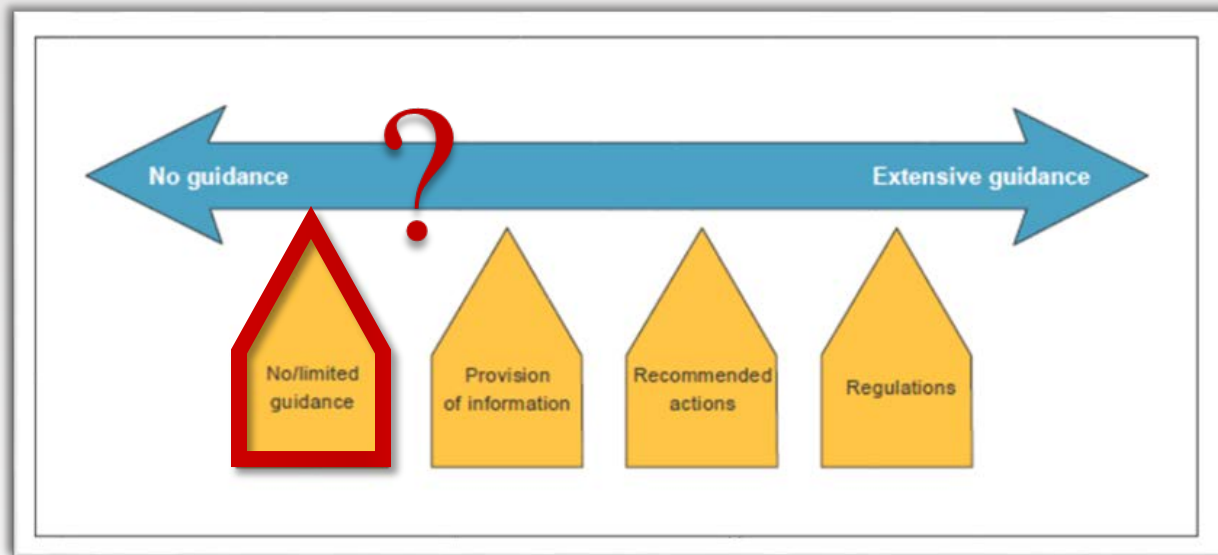 No guidance
?
Extensive guidance
No/limited
guidance
Provision
of information
Recommended
actions
Regulations